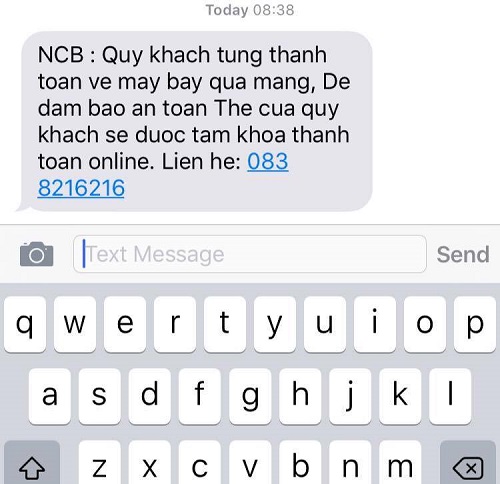 Today 08:38
NCB : Quy khach tung thanh
toan ve may bay qua mang, De
dam bao an toan The cua quy
khach se duoc tam khoa thanh
toan online. Lien he: 083
8216216
Text Message
Send
q w e r t y u i o p
a s d f g h j k l
z x c v b n m